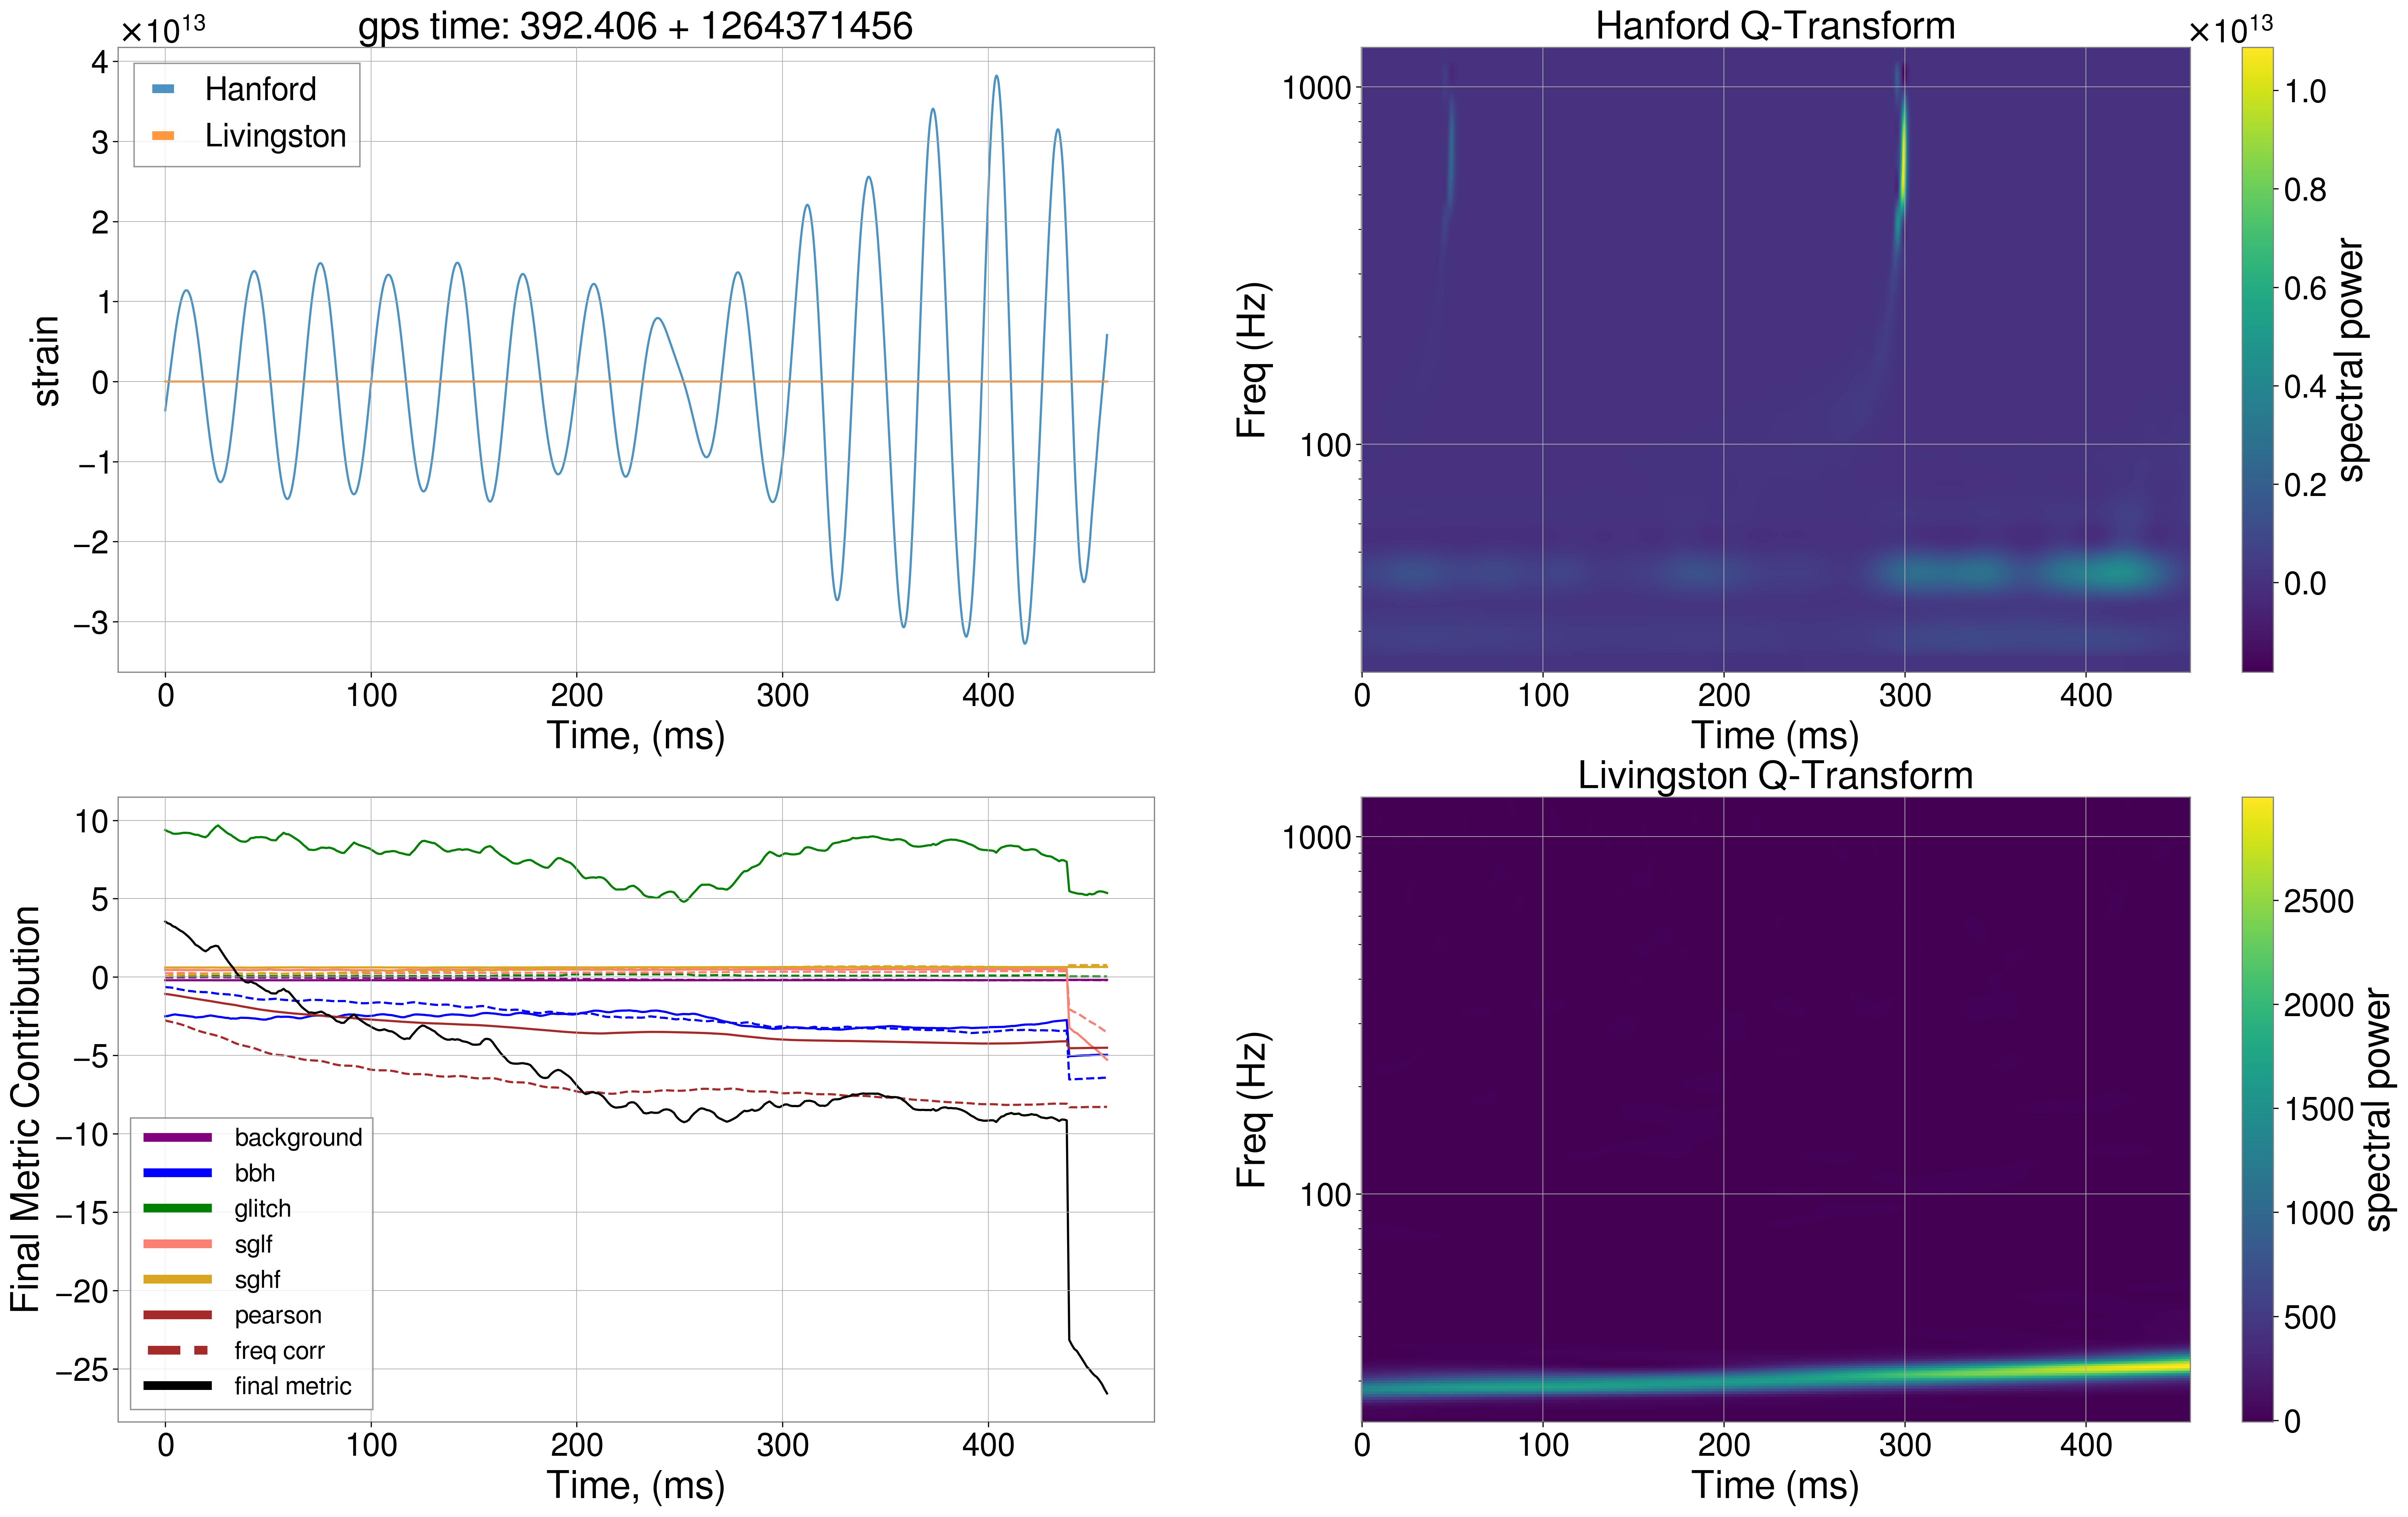 ×10¹³
gps time: 392.406 + 1264371456
4
3
2
1
0
−1
−2
−3
strain
Hanford
Livingston
0
100
200
300
400
Time, (ms)
Hanford Q-Transform
×10¹³
1000
100
Freq (Hz)
0
100
200
300
400
Time (ms)
1.0
0.8
0.6
0.4
0.2
0.0
spectral power
10
5
0
−5
−10
−15
−20
−25
Final Metric Contribution
background
bbh
glitch
sglf
sghf
pearson
freq corr
final metric
0
100
200
300
400
Time, (ms)
Livingston Q-Transform
1000
100
Freq (Hz)
0
100
200
300
400
Time (ms)
2500
2000
1500
1000
500
0
spectral power